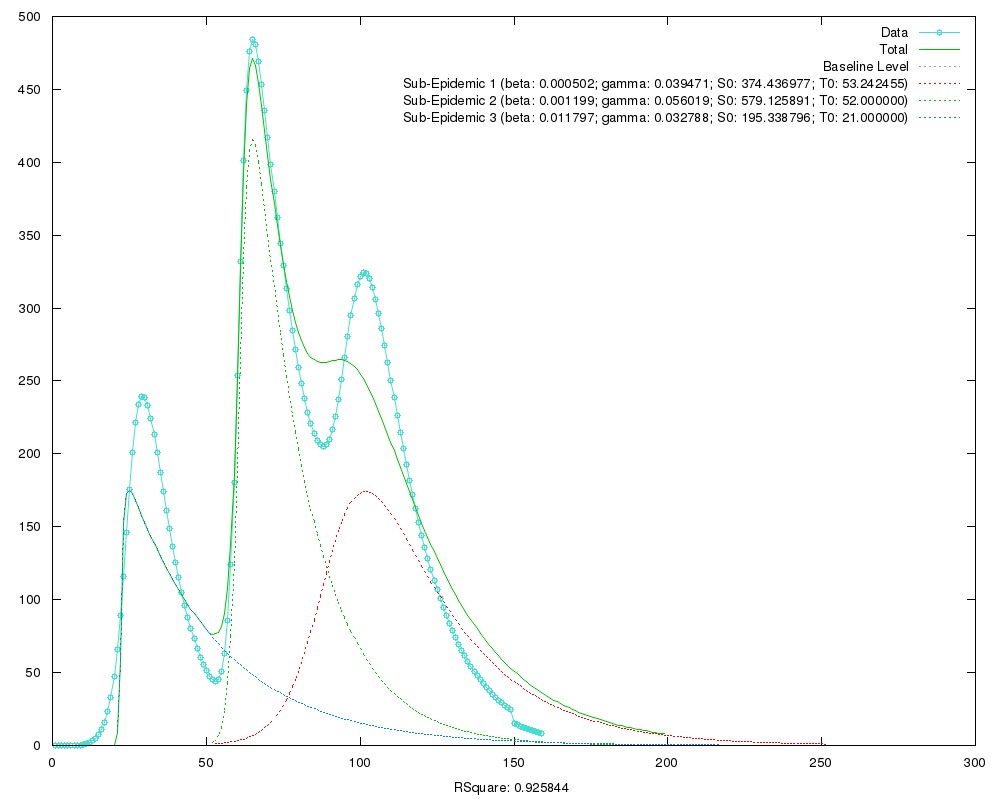 500
450
400
350
300
250
200
150
100
50
0
Data
Total
Baseline Level
Sub-Epidemic 1 (beta: 0.000502; gamma: 0.039471; S0: 374.436977; T0: 53.242455)
Sub-Epidemic 2 (beta: 0.001199; gamma: 0.056019; S0: 579.125891; T0: 52.000000)
Sub-Epidemic 3 (beta: 0.011797; gamma: 0.032788; S0: 195.338796; T0: 21.000000)
0 50 100 150 200 250 300
RSquare: 0.925844